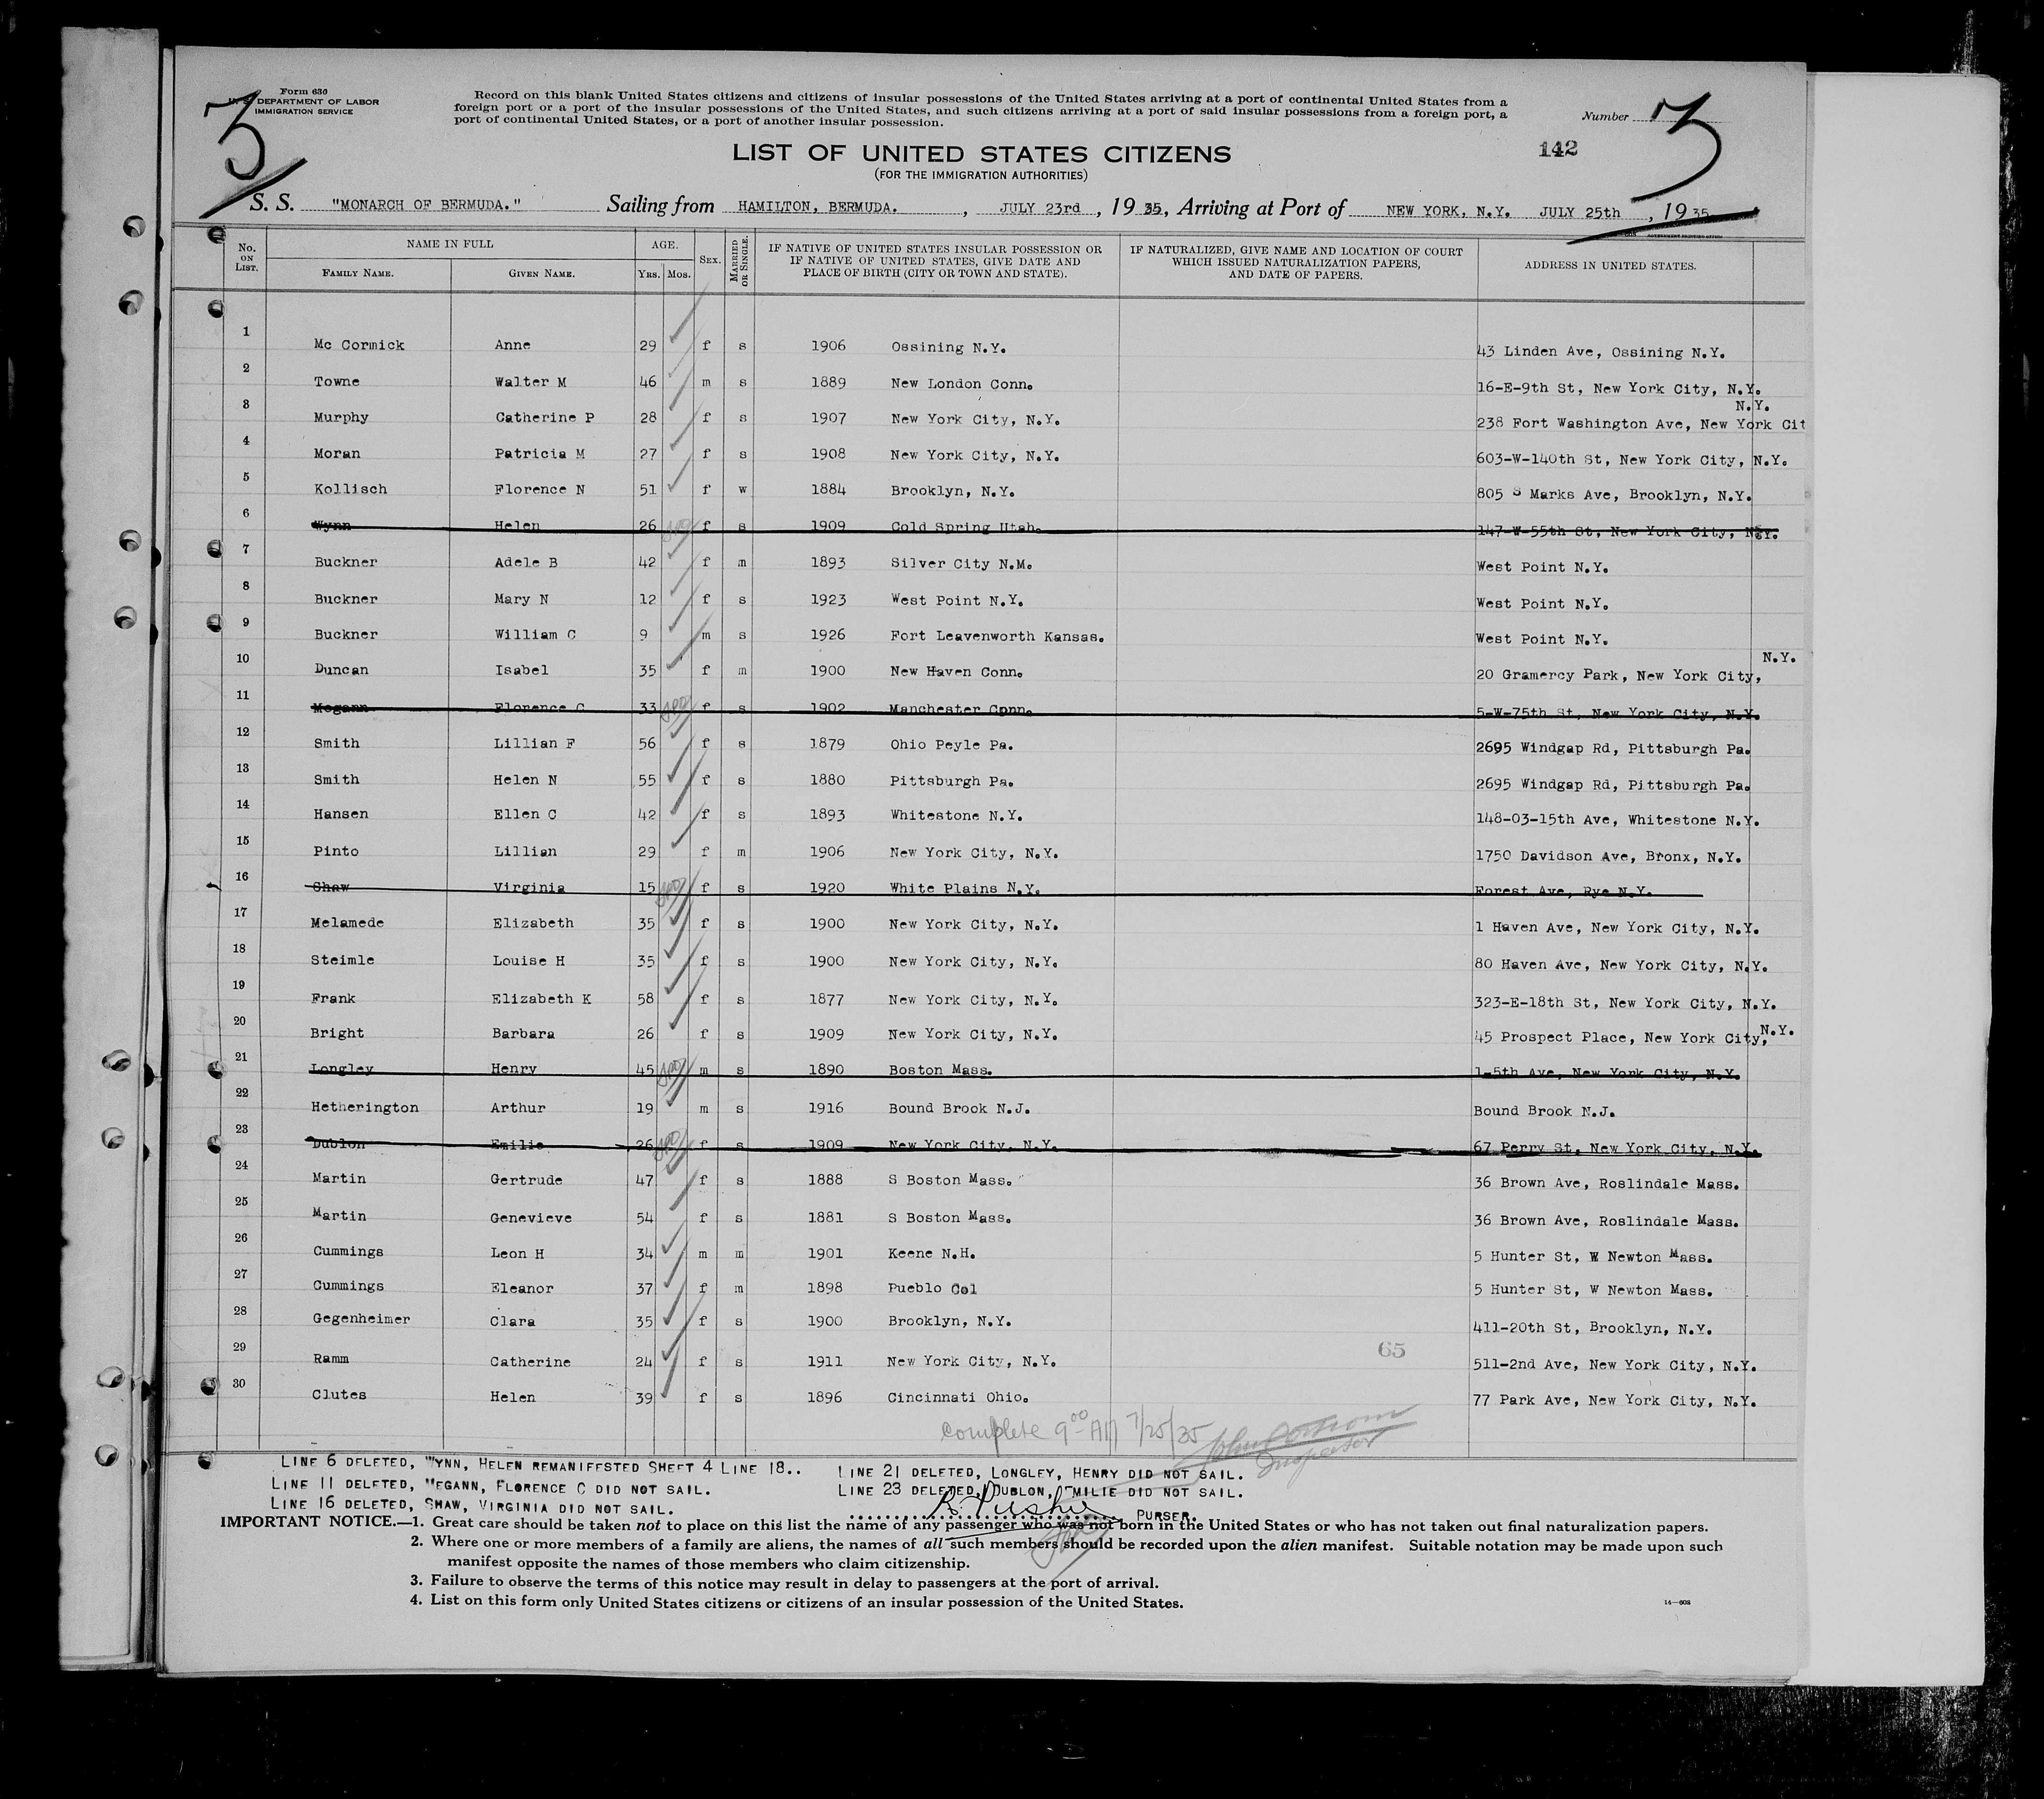 Form 630
U. S. DEPARTMENT OF LABOR
IMMIGRATION SERVICE
3
Record on this blank United States citizens and citizens of insular possessions of the United States arriving at a port of continental United States from a
foreign port or a port of the insular possessions of the United States, and such citizens arriving at a port of said insular possessions from a foreign port, a
port of continental United States, or a port of another insular possession.
Number 3
142
LIST OF UNITED STATES CITIZENS
(FOR THE IMMIGRATION AUTHORITIES)
S. S. "MONARCH OF BERMUDA." Sailing from HAMILTON, BERMUDA. , JULY 23rd , 19 35, Arriving at Port of NEW YORK, N.Y. JULY 25th , 19 35
No. ON LIST. NAME IN FULL FAMILY NAME. GIVEN NAME. AGE. YRS. MOS. SEX. MARRIED OR SINGLE. IF NATIVE OF UNITED STATES INSULAR POSSESSION OR IF NATIVE OF UNITED STATES, GIVE DATE AND PLACE OF BIRTH (CITY OR TOWN AND STATE). IF NATURALIZED, GIVE NAME AND LOCATION OF COURT WHICH ISSUED NATURALIZATION PAPERS, AND DATE OF PAPERS. ADDRESS IN UNITED STATES.
1 Mc Cormick Anne 29 f s 1906 Ossining N.Y. 43 Linden Ave, Ossining N.Y.
2 Towne Walter M 46 m s 1889 New London Conn. 16-E-9th St, New York City, N.Y.
3 Murphy Catherine P 28 f s 1907 New York City, N.Y. 238 Fort Washington Ave, New York Cit N.Y.
4 Moran Patricia M 27 f s 1908 New York City, N.Y. 603-W-140th St, New York City, N.Y.
5 Kollisch Florence N 51 f w 1884 Brooklyn, N.Y. 805 S Marks Ave, Brooklyn, N.Y.
6 Wynn Helen 26 f s 1909 Cold Spring Utah. 147-W-55th St, New York City, N.Y.
7 Buckner Adele B 42 f m 1893 Silver City N.M. West Point N.Y.
8 Buckner Mary N 12 f s 1923 West Point N.Y. West Point N.Y.
9 Buckner William C 9 m s 1926 Fort Leavenworth Kansas. West Point N.Y.
10 Duncan Isabel 35 f m 1900 New Haven Conn. 20 Gramercy Park, New York City, N.Y.
11 Megann Florence C 33 f s 1902 Manchester Conn. 5-W-75th St, New York City, N.Y.
12 Smith Lillian F 56 f s 1879 Ohio Peyle Pa. 2695 Windgap Rd, Pittsburgh Pa.
13 Smith Helen N 55 f s 1880 Pittsburgh Pa. 2695 Windgap Rd, Pittsburgh Pa.
14 Hansen Ellen C 42 f s 1893 Whitestone N.Y. 148-03-15th Ave, Whitestone N.Y.
15 Pinto Lillian 29 f m 1906 New York City, N.Y. 1750 Davidson Ave, Bronx, N.Y.
16 Shaw Virginia 15 f s 1920 White Plains N.Y. Forest Ave, Rye N.Y.
17 Melamede Elizabeth 35 f s 1900 New York City, N.Y. 1 Haven Ave, New York City, N.Y.
18 Steimle Louise H 35 f s 1900 New York City, N.Y. 80 Haven Ave, New York City, N.Y.
19 Frank Elizabeth K 58 f s 1877 New York City, N.Y. 323-E-18th St, New York City, N.Y.
20 Bright Barbara 26 f s 1909 New York City, N.Y. 45 Prospect Place, New York City, N.Y.
21 Longley Henry 45 m s 1890 Boston Mass. 1-5th Ave, New York City, N.Y.
22 Hetherington Arthur 19 m s 1916 Bound Brook N.J. Bound Brook N.J.
23 Dublon Emilie 26 f s 1909 New York City, N.Y. 67 Perry St, New York City, N.Y.
24 Martin Gertrude 47 f s 1888 S Boston Mass. 36 Brown Ave, Roslindale Mass.
25 Martin Genevieve 54 f s 1881 S Boston Mass. 36 Brown Ave, Roslindale Mass.
26 Cummings Leon H 34 m m 1901 Keene N.H. 5 Hunter St, W Newton Mass.
27 Cummings Eleanor 37 f m 1898 Pueblo Col 5 Hunter St, W Newton Mass.
28 Gegenheimer Clara 35 f s 1900 Brooklyn, N.Y. 411-20th St, Brooklyn, N.Y.
29 Ramm Catherine 24 f s 1911 New York City, N.Y. 65 511-2nd Ave, New York City, N.Y.
30 Clutes Helen 39 f s 1896 Cincinnati Ohio. 77 Park Ave, New York City, N.Y.
Complete 9 00 AM 7/25/35 Inspector
LINE 6 DELETED, WYNN, HELEN REMANIFESTED SHEET 4 LINE 18..
LINE 11 DELETED, MEGANN, FLORENCE C DID NOT SAIL.
LINE 16 DELETED, SHAW, VIRGINIA DID NOT SAIL.
LINE 21 DELETED, LONGLEY, HENRY DID NOT SAIL.
LINE 23 DELETED, DUBLON, EMILIE DID NOT SAIL.
PURSER.
IMPORTANT NOTICE.—1. Great care should be taken not to place on this list the name of any passenger who was not born in the United States or who has not taken out final naturalization papers.
2. Where one or more members of a family are aliens, the names of all such members should be recorded upon the alien manifest. Suitable notation may be made upon such
manifest opposite the names of those members who claim citizenship.
3. Failure to observe the terms of this notice may result in delay to passengers at the port of arrival.
4. List on this form only United States citizens or citizens of an insular possession of the United States.
14—602